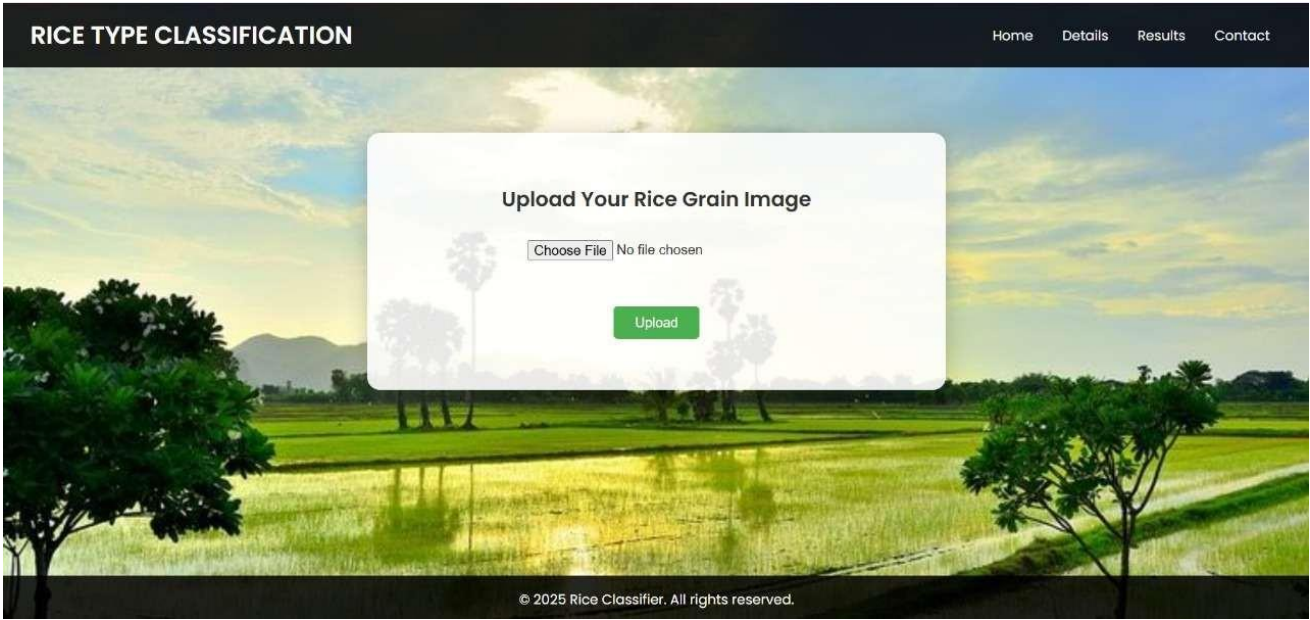 RICE TYPE CLASSIFICATION
Home Details Results Contact
Upload Your Rice Grain Image
Choose File No file chosen
Upload
© 2025 Rice Classifier. All rights reserved.